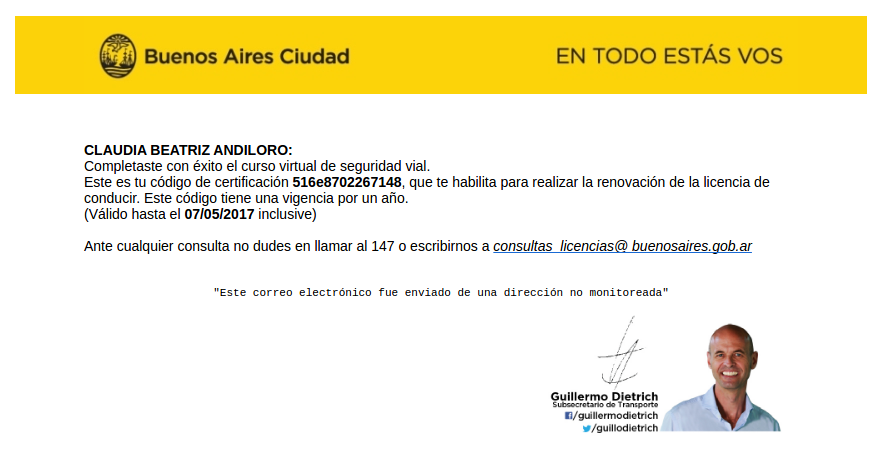 Buenos Aires Ciudad
EN TODO ESTÁS VOS
CLAUDIA BEATRIZ ANDILORO:
Completaste con éxito el curso virtual de seguridad vial.
Este es tu código de certificación 516e8702267148, que te habilita para realizar la renovación de la licencia de
conducir. Este código tiene una vigencia por un año.
(Válido hasta el 07/05/2017 inclusive)
Ante cualquier consulta no dudes en llamar al 147 o escribirnos a consultas_licencias@ buenosaires.gob.ar
"Este correo electrónico fue enviado de una dirección no monitoreada"
Guillermo Dietrich
Subsecretario de Transporte
/guillermodietrich
/guillodietrich